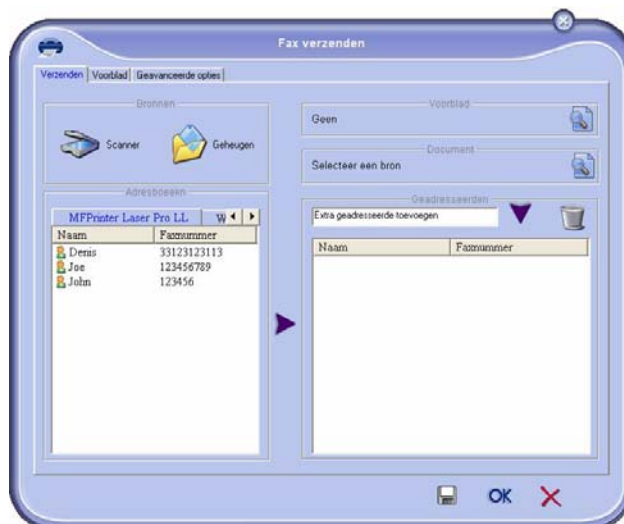 Fax verzenden
Verzenden Voorblad Geavanceerde opties
Bronnen
Scanner Geheugen
Adresboeken
MFPrinter Laser Pro LL W
Naam Faxnummer
Denis 33123123113
Joe 123456789
John 123456
Voorblad
Geen
Document
Selecteer een bron
Geadresseerden
Extra geadresseerde toevoegen
Naam Faxnummer
OK